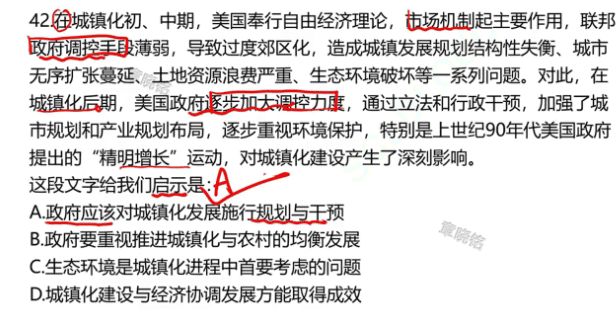 42.在城镇化初、中期，美国奉行自由经济理论，市场机制起主要作用，联邦
政府调控手段薄弱，导致过度郊区化，造成城镇发展规划结构性失衡、城市
无序扩张蔓延、土地资源浪费严重、生态环境破坏等一系列问题。对此，在
城镇化后期，美国政府逐步加大调控力度，通过立法和行政干预，加强了城
市规划和产业规划布局，逐步重视环境保护，特别是上世纪90年代美国政府
提出的“精明增长”运动，对城镇化建设产生了深刻影响。
这段文字给我们启示是:A
A.政府应该对城镇化发展施行规划与干预
B.政府要重视推进城镇化与农村的均衡发展
C.生态环境是城镇化进程中首要考虑的问题
D.城镇化建设与经济协调发展方能取得成效